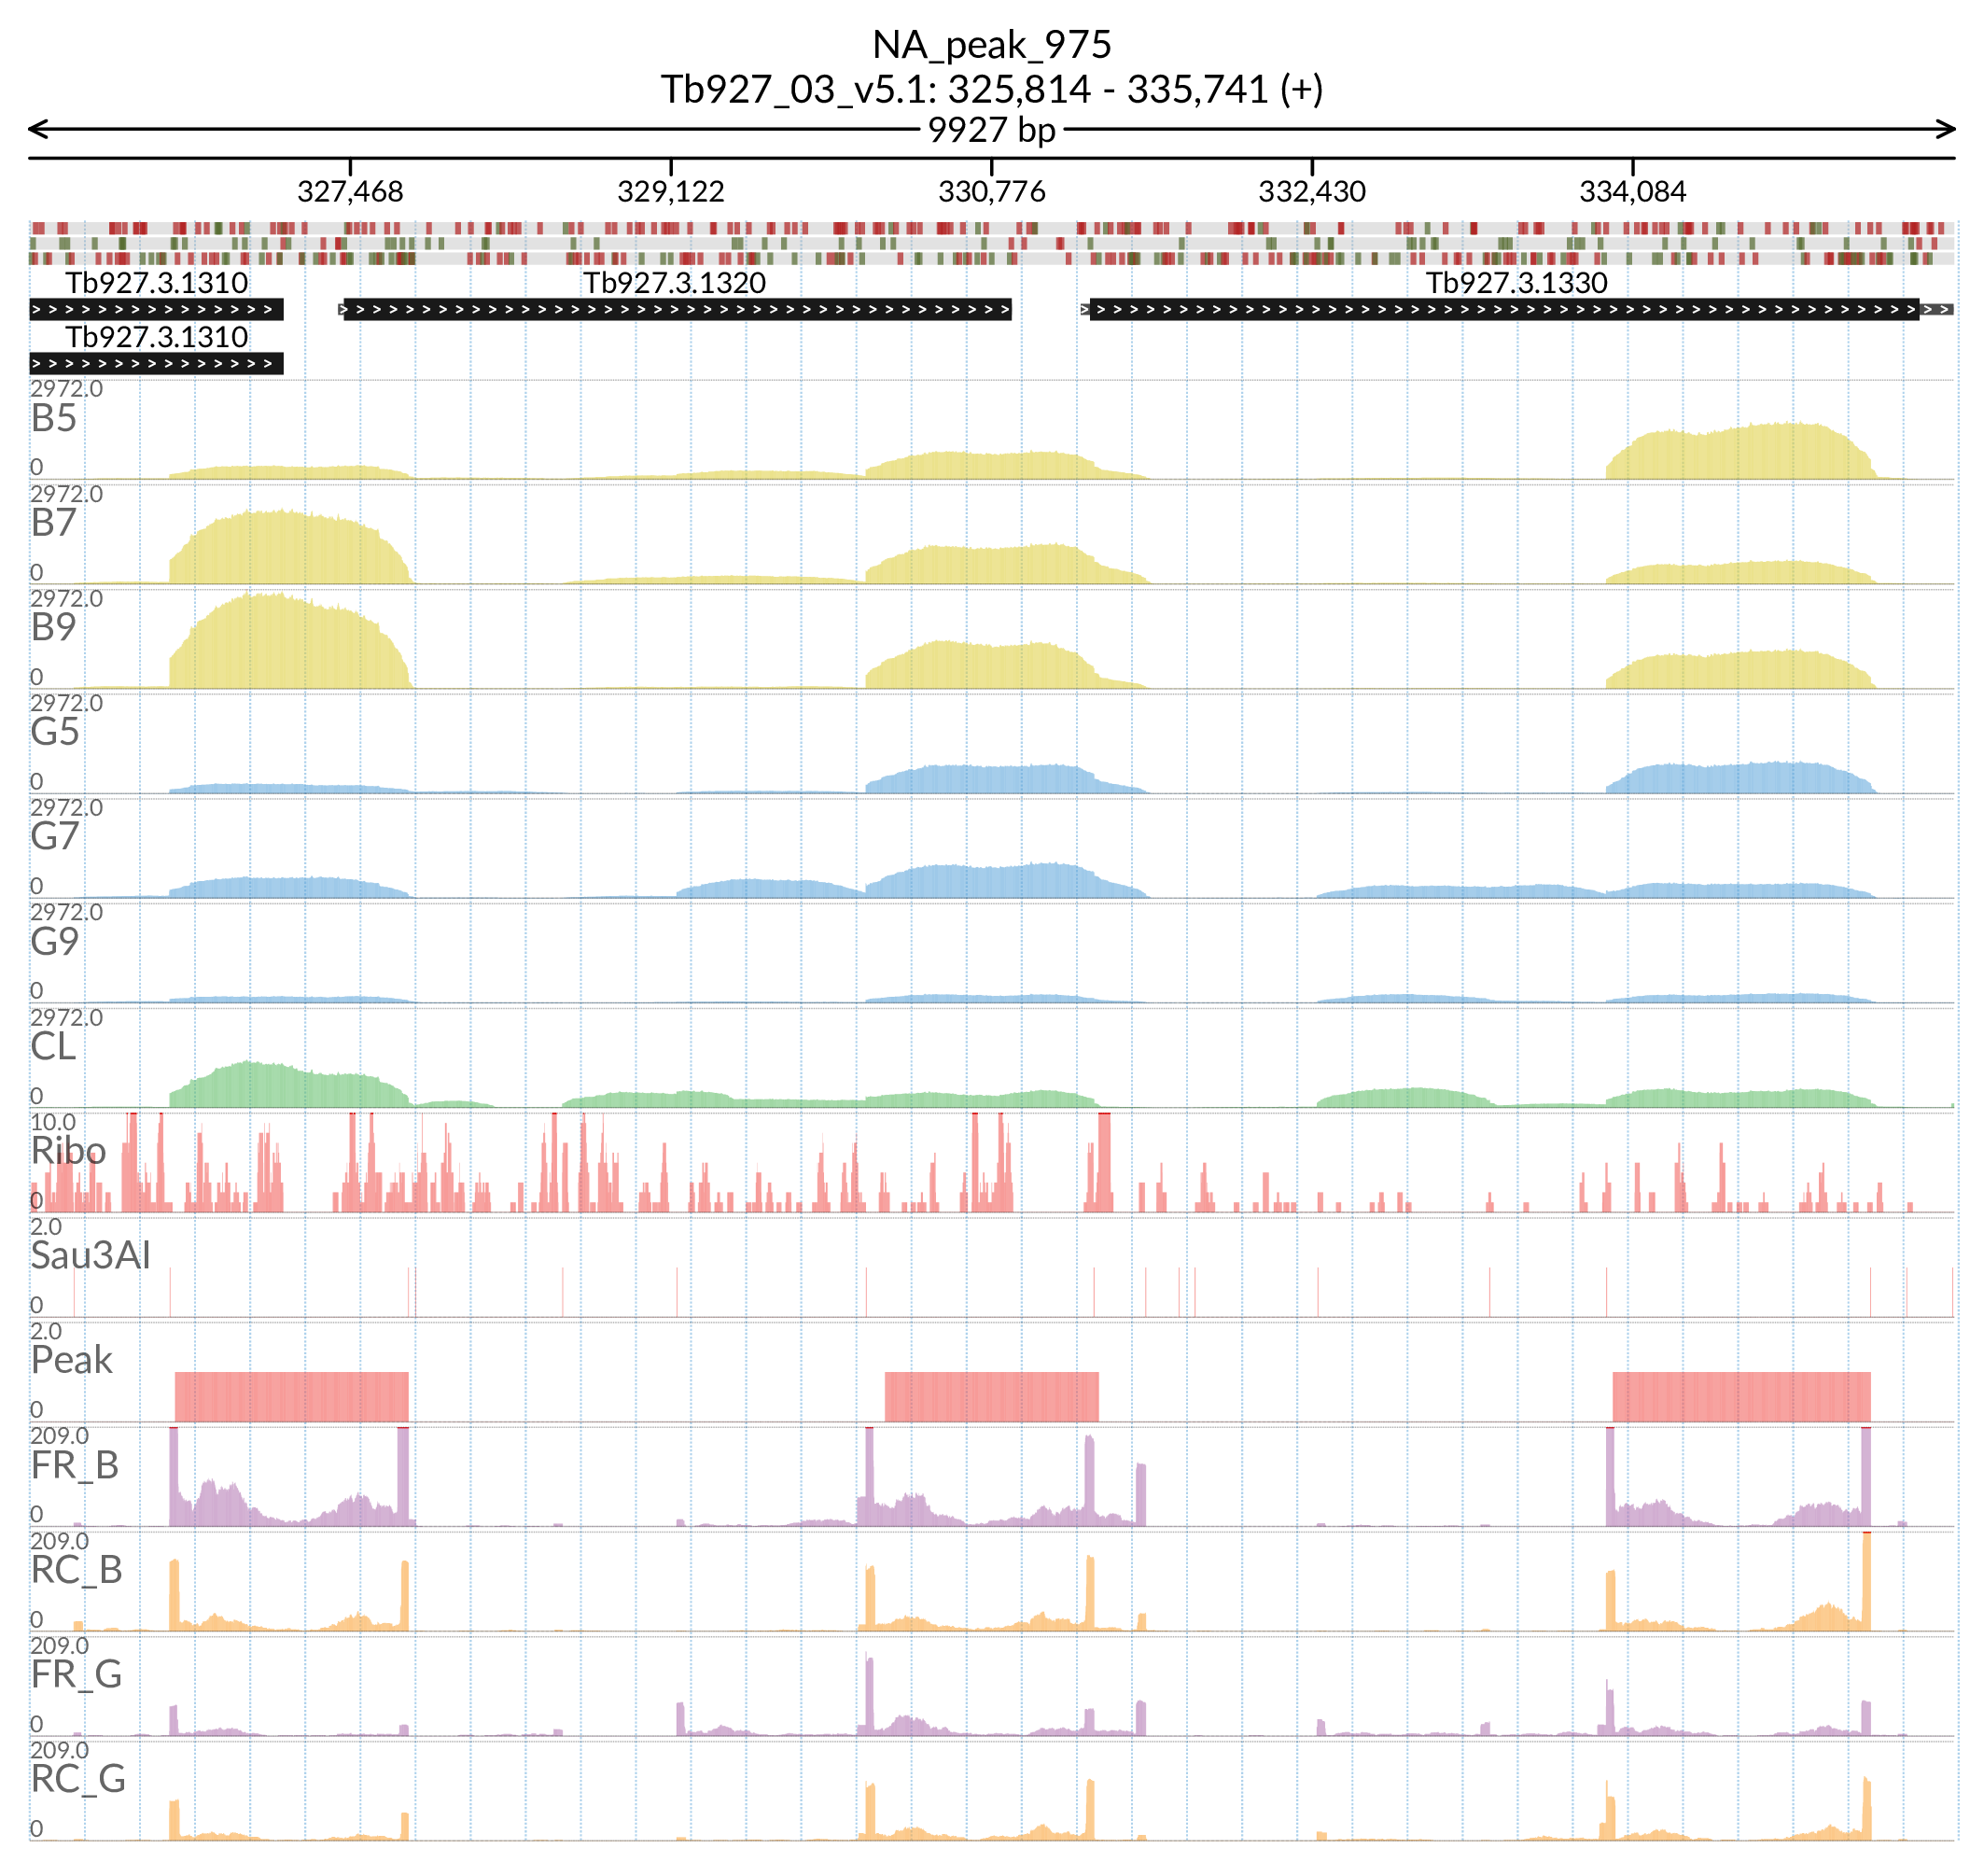 NA_peak_975
Tb927_03_v5.1: 325,814 - 335,741 (+)
9927 bp
327,468 329,122 330,776 332,430 334,084
Tb927.3.1310 Tb927.3.1320 Tb927.3.1330
Tb927.3.1310
2972.0
B5
0
2972.0
B7
0
2972.0
B9
0
2972.0
G5
0
2972.0
G7
0
2972.0
G9
0
2972.0
CL
0
10.0
Ribo
0
2.0
Sau3AI
0
2.0
Peak
0
209.0
FR_B
0
209.0
RC_B
0
209.0
FR_G
0
209.0
RC_G
0